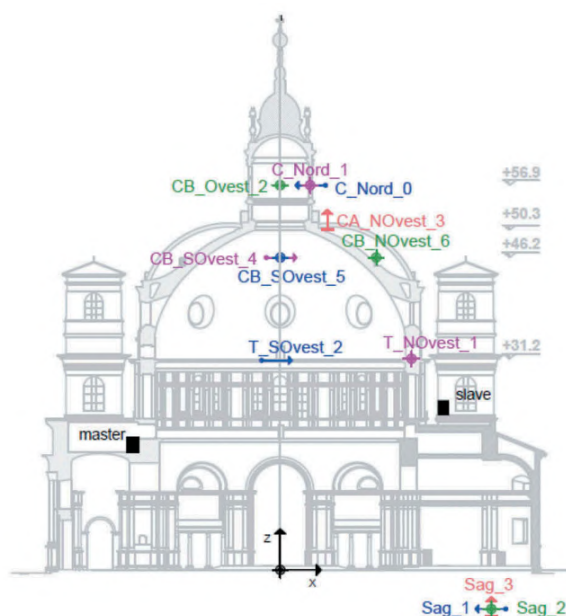 C_Nord_1
+56.9
CB_Ovest_2
C_Nord_0
CA_NOvest_3
+50.3
CB_NOvest_6
+46.2
CB_SOvest_4
CB_SOvest_5
T_SOvest_2
T_NOvest_1
+31.2
slave
master
z
x
Sag_3
Sag_1
Sag_2